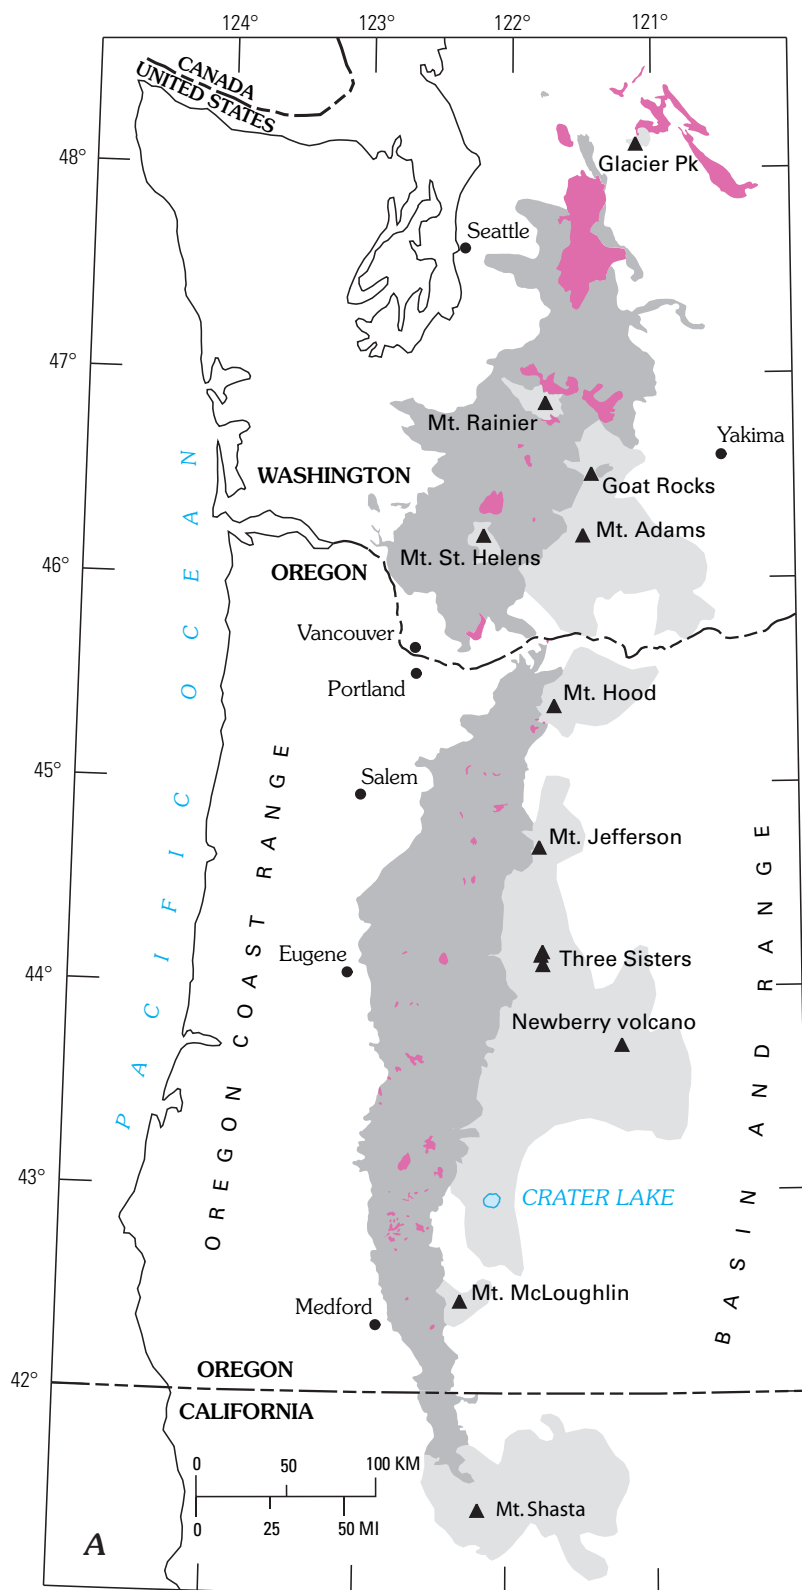 124° 123° 122° 121°
CANADA
UNITED STATES
48°
Glacier Pk
Seattle
47°
Mt. Rainier
Yakima
WASHINGTON
Goat Rocks
Mt. Adams
46°
Mt. St. Helens
OREGON
Vancouver
Portland
Mt. Hood
45°
Salem
Mt. Jefferson
PACIFIC OCEAN
OREGON COAST RANGE
BASIN AND RANGE
Eugene
Three Sisters
44°
Newberry volcano
43°
CRATER LAKE
Mt. McLoughlin
Medford
42°
OREGON
CALIFORNIA
0 50 100 KM
0 25 50 MI
Mt. Shasta
A